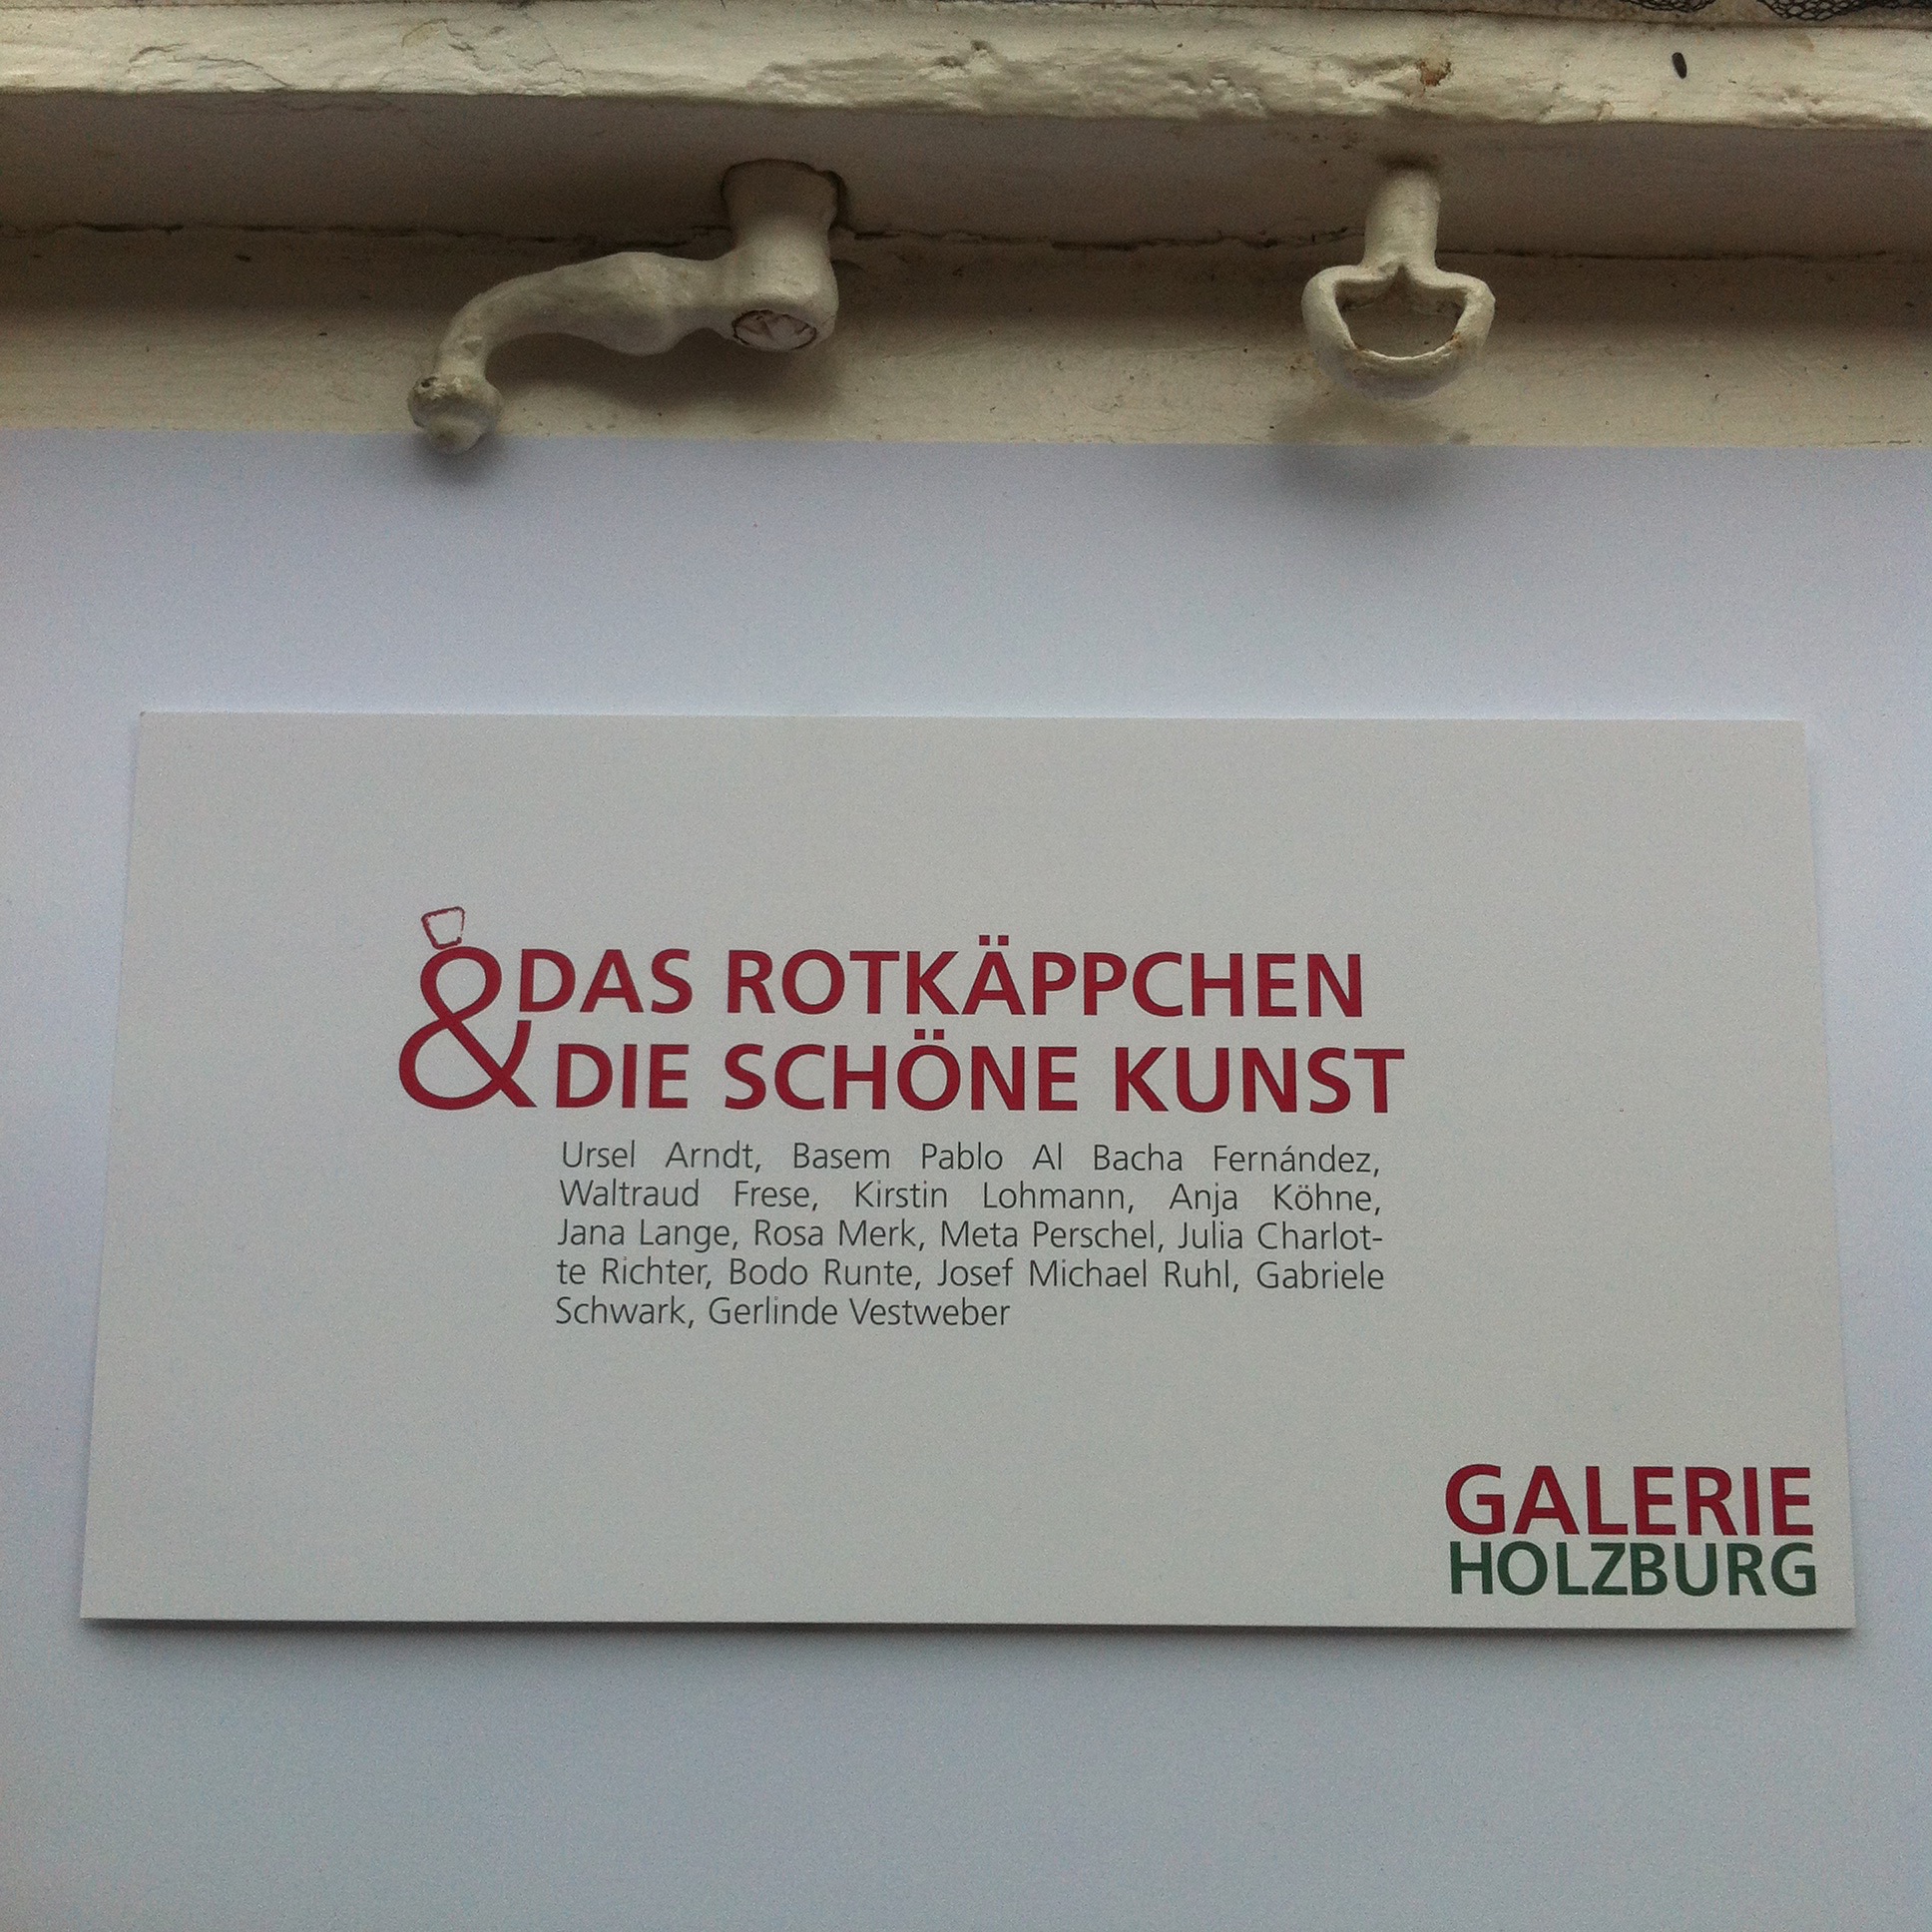 DAS ROTKÄPPCHEN
& DIE SCHÖNE KUNST
Ursel Arndt, Basem Pablo Al Bacha Fernández,
Waltraud Frese, Kirstin Lohmann, Anja Köhne,
Jana Lange, Rosa Merk, Meta Perschel, Julia Charlot-
te Richter, Bodo Runte, Josef Michael Ruhl, Gabriele
Schwark, Gerlinde Vestweber
GALERIE
HOLZBURG